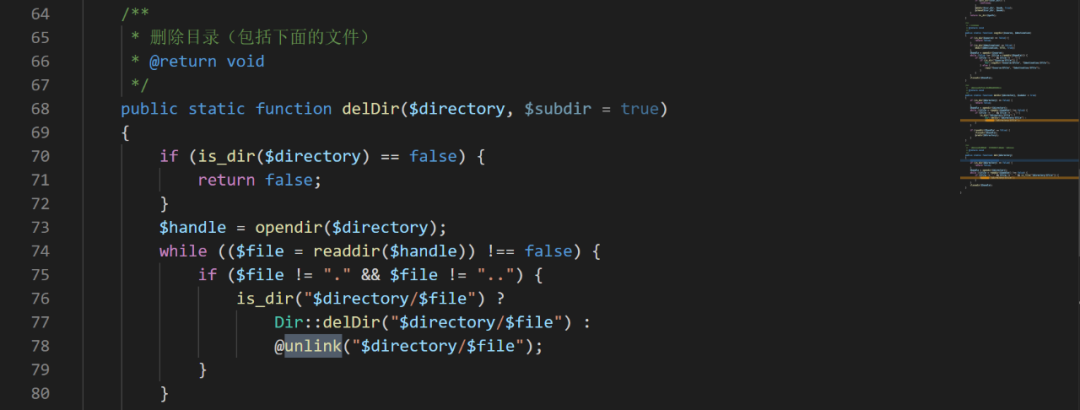 64 /**
65 * 删除目录（包括下面的文件）
66 * @return void
67 */
68 public static function delDir($directory, $subdir = true)
69 {
70 if (is_dir($directory) == false) {
71 return false;
72 }
73 $handle = opendir($directory);
74 while (($file = readdir($handle)) !== false) {
75 if ($file != "." && $file != "..") {
76 is_dir("$directory/$file") ?
77 Dir::delDir("$directory/$file") :
78 @unlink("$directory/$file");
79 }
80 }